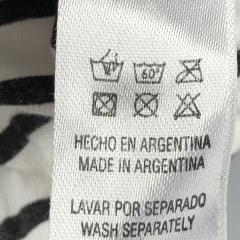 60°
HECHO EN ARGENTINA
MADE IN ARGENTINA
LAVAR POR SEPARADO
WASH SEPARATELY